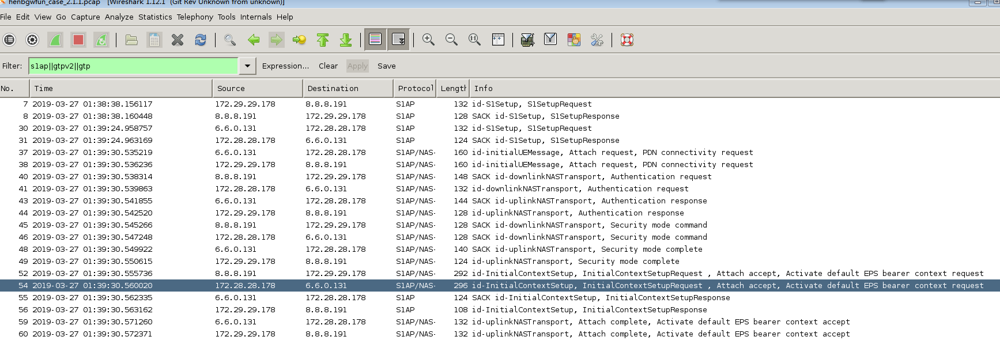 henbgwfun_case_2.1.1.pcap [Wireshark 1.12.1 (Git Rev Unknown from unknown)]
File Edit View Go Capture Analyze Statistics Telephony Tools Internals Help
Filter: s1ap||gtpv2||gtp Expression... Clear Apply Save
No. Time Source Destination Protocol Length Info
7 2019-03-27 01:38:38.156117 172.29.29.178 8.8.8.191 S1AP 132 id-S1Setup, S1SetupRequest
8 2019-03-27 01:38:38.160448 8.8.8.191 172.29.29.178 S1AP 128 SACK id-S1Setup, S1SetupResponse
30 2019-03-27 01:39:24.958757 6.6.0.131 172.28.28.178 S1AP 132 id-S1Setup, S1SetupRequest
31 2019-03-27 01:39:24.963169 172.28.28.178 6.6.0.131 S1AP 124 SACK id-S1Setup, S1SetupResponse
37 2019-03-27 01:39:30.535219 6.6.0.131 172.28.28.178 S1AP/NAS- 160 id-initialUEMessage, Attach request, PDN connectivity request
38 2019-03-27 01:39:30.536236 172.29.29.178 8.8.8.191 S1AP/NAS- 160 id-initialUEMessage, Attach request, PDN connectivity request
40 2019-03-27 01:39:30.538314 8.8.8.191 172.29.29.178 S1AP/NAS- 148 SACK id-downlinkNASTransport, Authentication request
41 2019-03-27 01:39:30.539863 172.28.28.178 6.6.0.131 S1AP/NAS- 132 id-downlinkNASTransport, Authentication request
43 2019-03-27 01:39:30.541855 6.6.0.131 172.28.28.178 S1AP/NAS- 144 SACK id-uplinkNASTransport, Authentication response
44 2019-03-27 01:39:30.542520 172.29.29.178 8.8.8.191 S1AP/NAS- 128 id-uplinkNASTransport, Authentication response
45 2019-03-27 01:39:30.545266 8.8.8.191 172.29.29.178 S1AP/NAS- 128 SACK id-downlinkNASTransport, Security mode command
46 2019-03-27 01:39:30.547248 172.28.28.178 6.6.0.131 S1AP/NAS- 128 SACK id-downlinkNASTransport, Security mode command
48 2019-03-27 01:39:30.549922 6.6.0.131 172.28.28.178 S1AP/NAS- 140 SACK id-uplinkNASTransport, Security mode complete
49 2019-03-27 01:39:30.550615 172.29.29.178 8.8.8.191 S1AP/NAS- 124 id-uplinkNASTransport, Security mode complete
52 2019-03-27 01:39:30.555736 8.8.8.191 172.29.29.178 S1AP/NAS- 292 id-InitialContextSetup, InitialContextSetupRequest , Attach accept, Activate default EPS bearer context request
54 2019-03-27 01:39:30.560020 172.28.28.178 6.6.0.131 S1AP/NAS- 296 id-InitialContextSetup, InitialContextSetupRequest , Attach accept, Activate default EPS bearer context request
55 2019-03-27 01:39:30.562335 6.6.0.131 172.28.28.178 S1AP 124 SACK id-InitialContextSetup, InitialContextSetupResponse
56 2019-03-27 01:39:30.563162 172.29.29.178 8.8.8.191 S1AP 108 id-InitialContextSetup, InitialContextSetupResponse
59 2019-03-27 01:39:30.571260 6.6.0.131 172.28.28.178 S1AP/NAS- 132 id-uplinkNASTransport, Attach complete, Activate default EPS bearer context accept
60 2019-03-27 01:39:30.572371 172.29.29.178 8.8.8.191 S1AP/NAS- 132 id-uplinkNASTransport, Attach complete, Activate default EPS bearer context accept